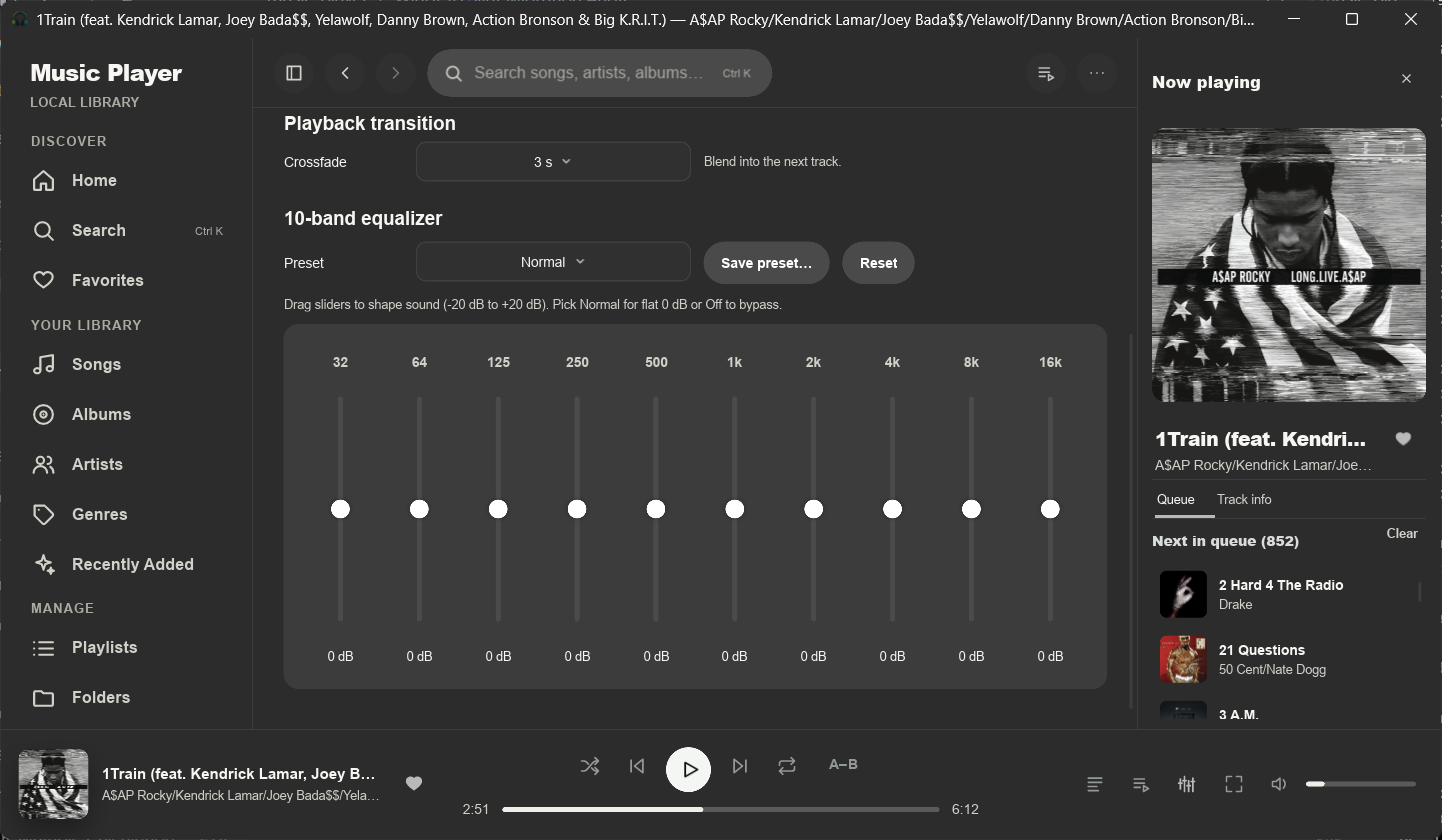 1Train (feat. Kendrick Lamar, Joey Bada$$, Yelawolf, Danny Brown, Action Bronson & Big K.R.I.T.) — A$AP Rocky/Kendrick Lamar/Joey Bada$$/Yelawolf/Danny Brown/Action Bronson/Bi...
Music Player
LOCAL LIBRARY
DISCOVER
Home
Search Ctrl K
Favorites
YOUR LIBRARY
Songs
Albums
Artists
Genres
Recently Added
MANAGE
Playlists
Folders
Search songs, artists, albums... Ctrl K
Playback transition
Crossfade 3 s Blend into the next track.
10-band equalizer
Preset Normal Save preset... Reset
Drag sliders to shape sound (-20 dB to +20 dB). Pick Normal for flat 0 dB or Off to bypass.
32 64 125 250 500 1k 2k 4k 8k 16k
0 dB 0 dB 0 dB 0 dB 0 dB 0 dB 0 dB 0 dB 0 dB 0 dB
Now playing
A$AP ROCKY LONG.LIVE.A$AP
1Train (feat. Kendri...
A$AP Rocky/Kendrick Lamar/Joe...
Queue Track info
Next in queue (852) Clear
2 Hard 4 The Radio
Drake
21 Questions
50 Cent/Nate Dogg
3 A.M.
1Train (feat. Kendrick Lamar, Joey B...
A$AP Rocky/Kendrick Lamar/Joey Bada$$/Yela...
A–B
2:51 6:12